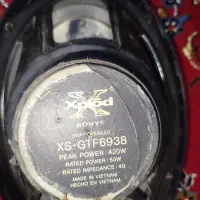 Xplod
SONY
XS-GTF6938
PEAK POWER : 420W
RATED POWER : 50W
RATED IMPEDANCE : 4Ω
MADE IN VIETNAM
HECHO EN VIETNAM